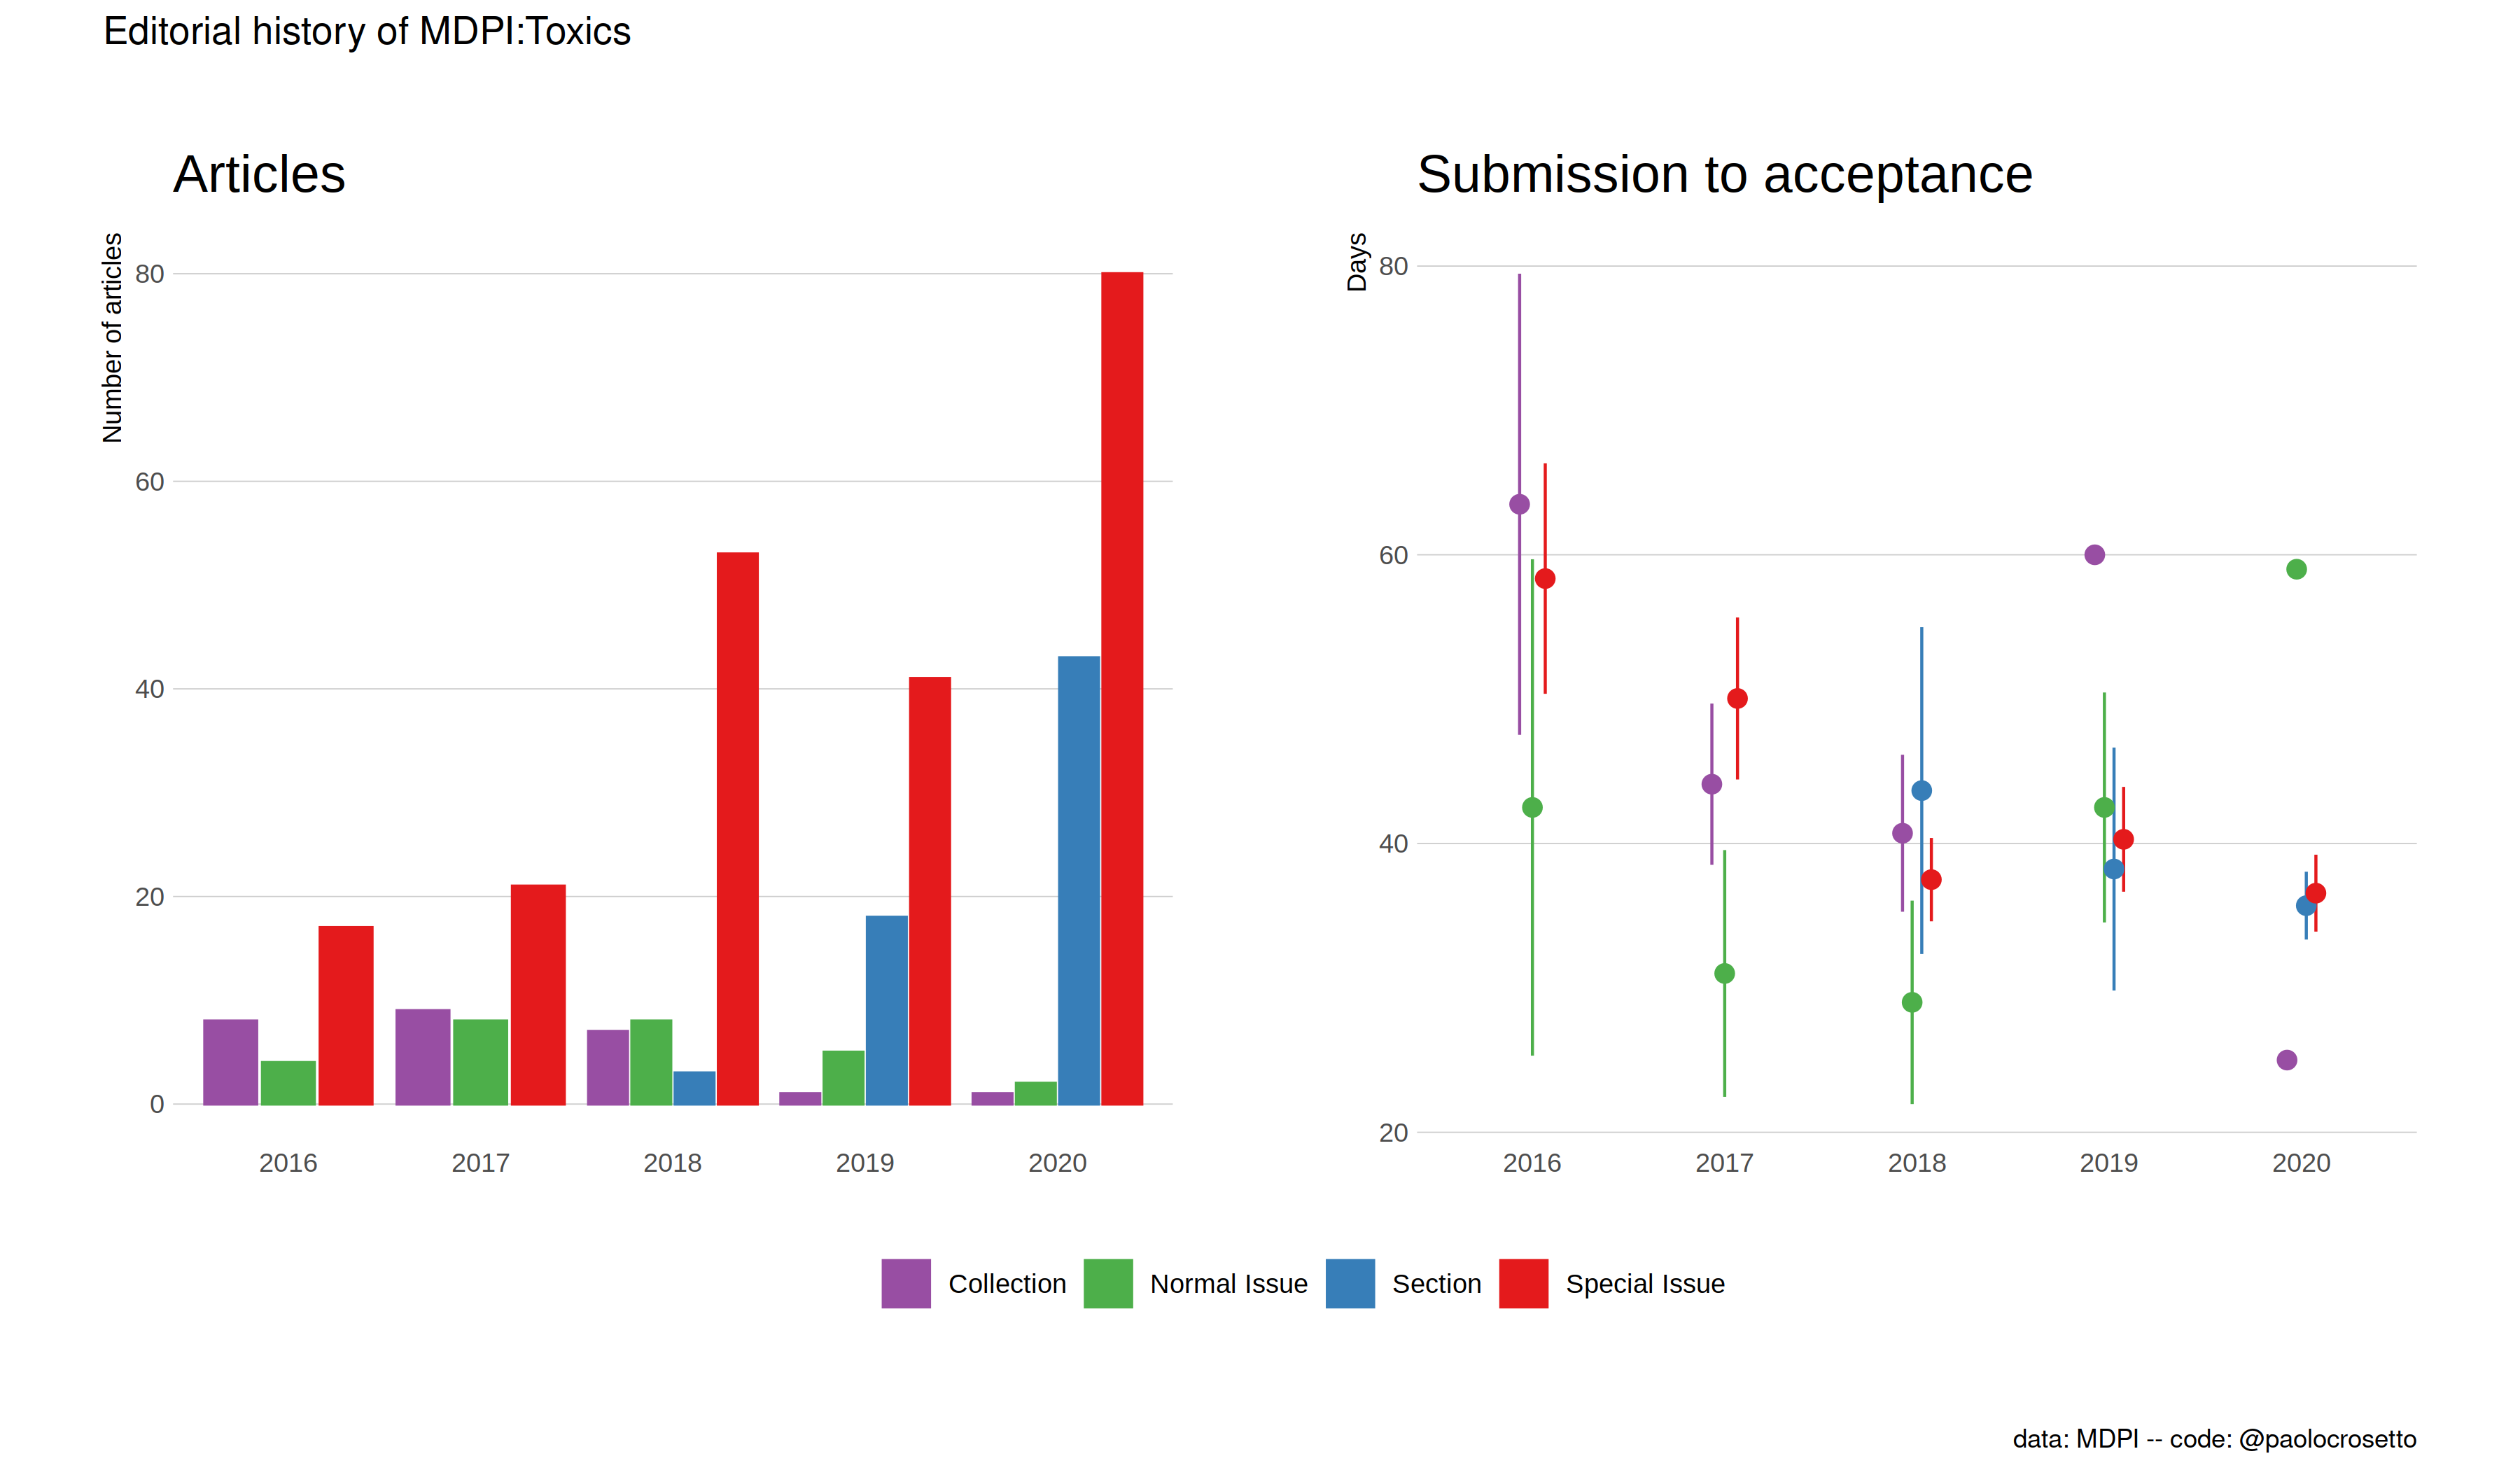 Editorial history of MDPI:Toxics
Articles
Number of articles
80
60
40
20
0
2016 2017 2018 2019 2020
Submission to acceptance
Days
80
60
40
20
2016 2017 2018 2019 2020
Collection Normal Issue Section Special Issue
data: MDPI -- code: @paolocrosetto